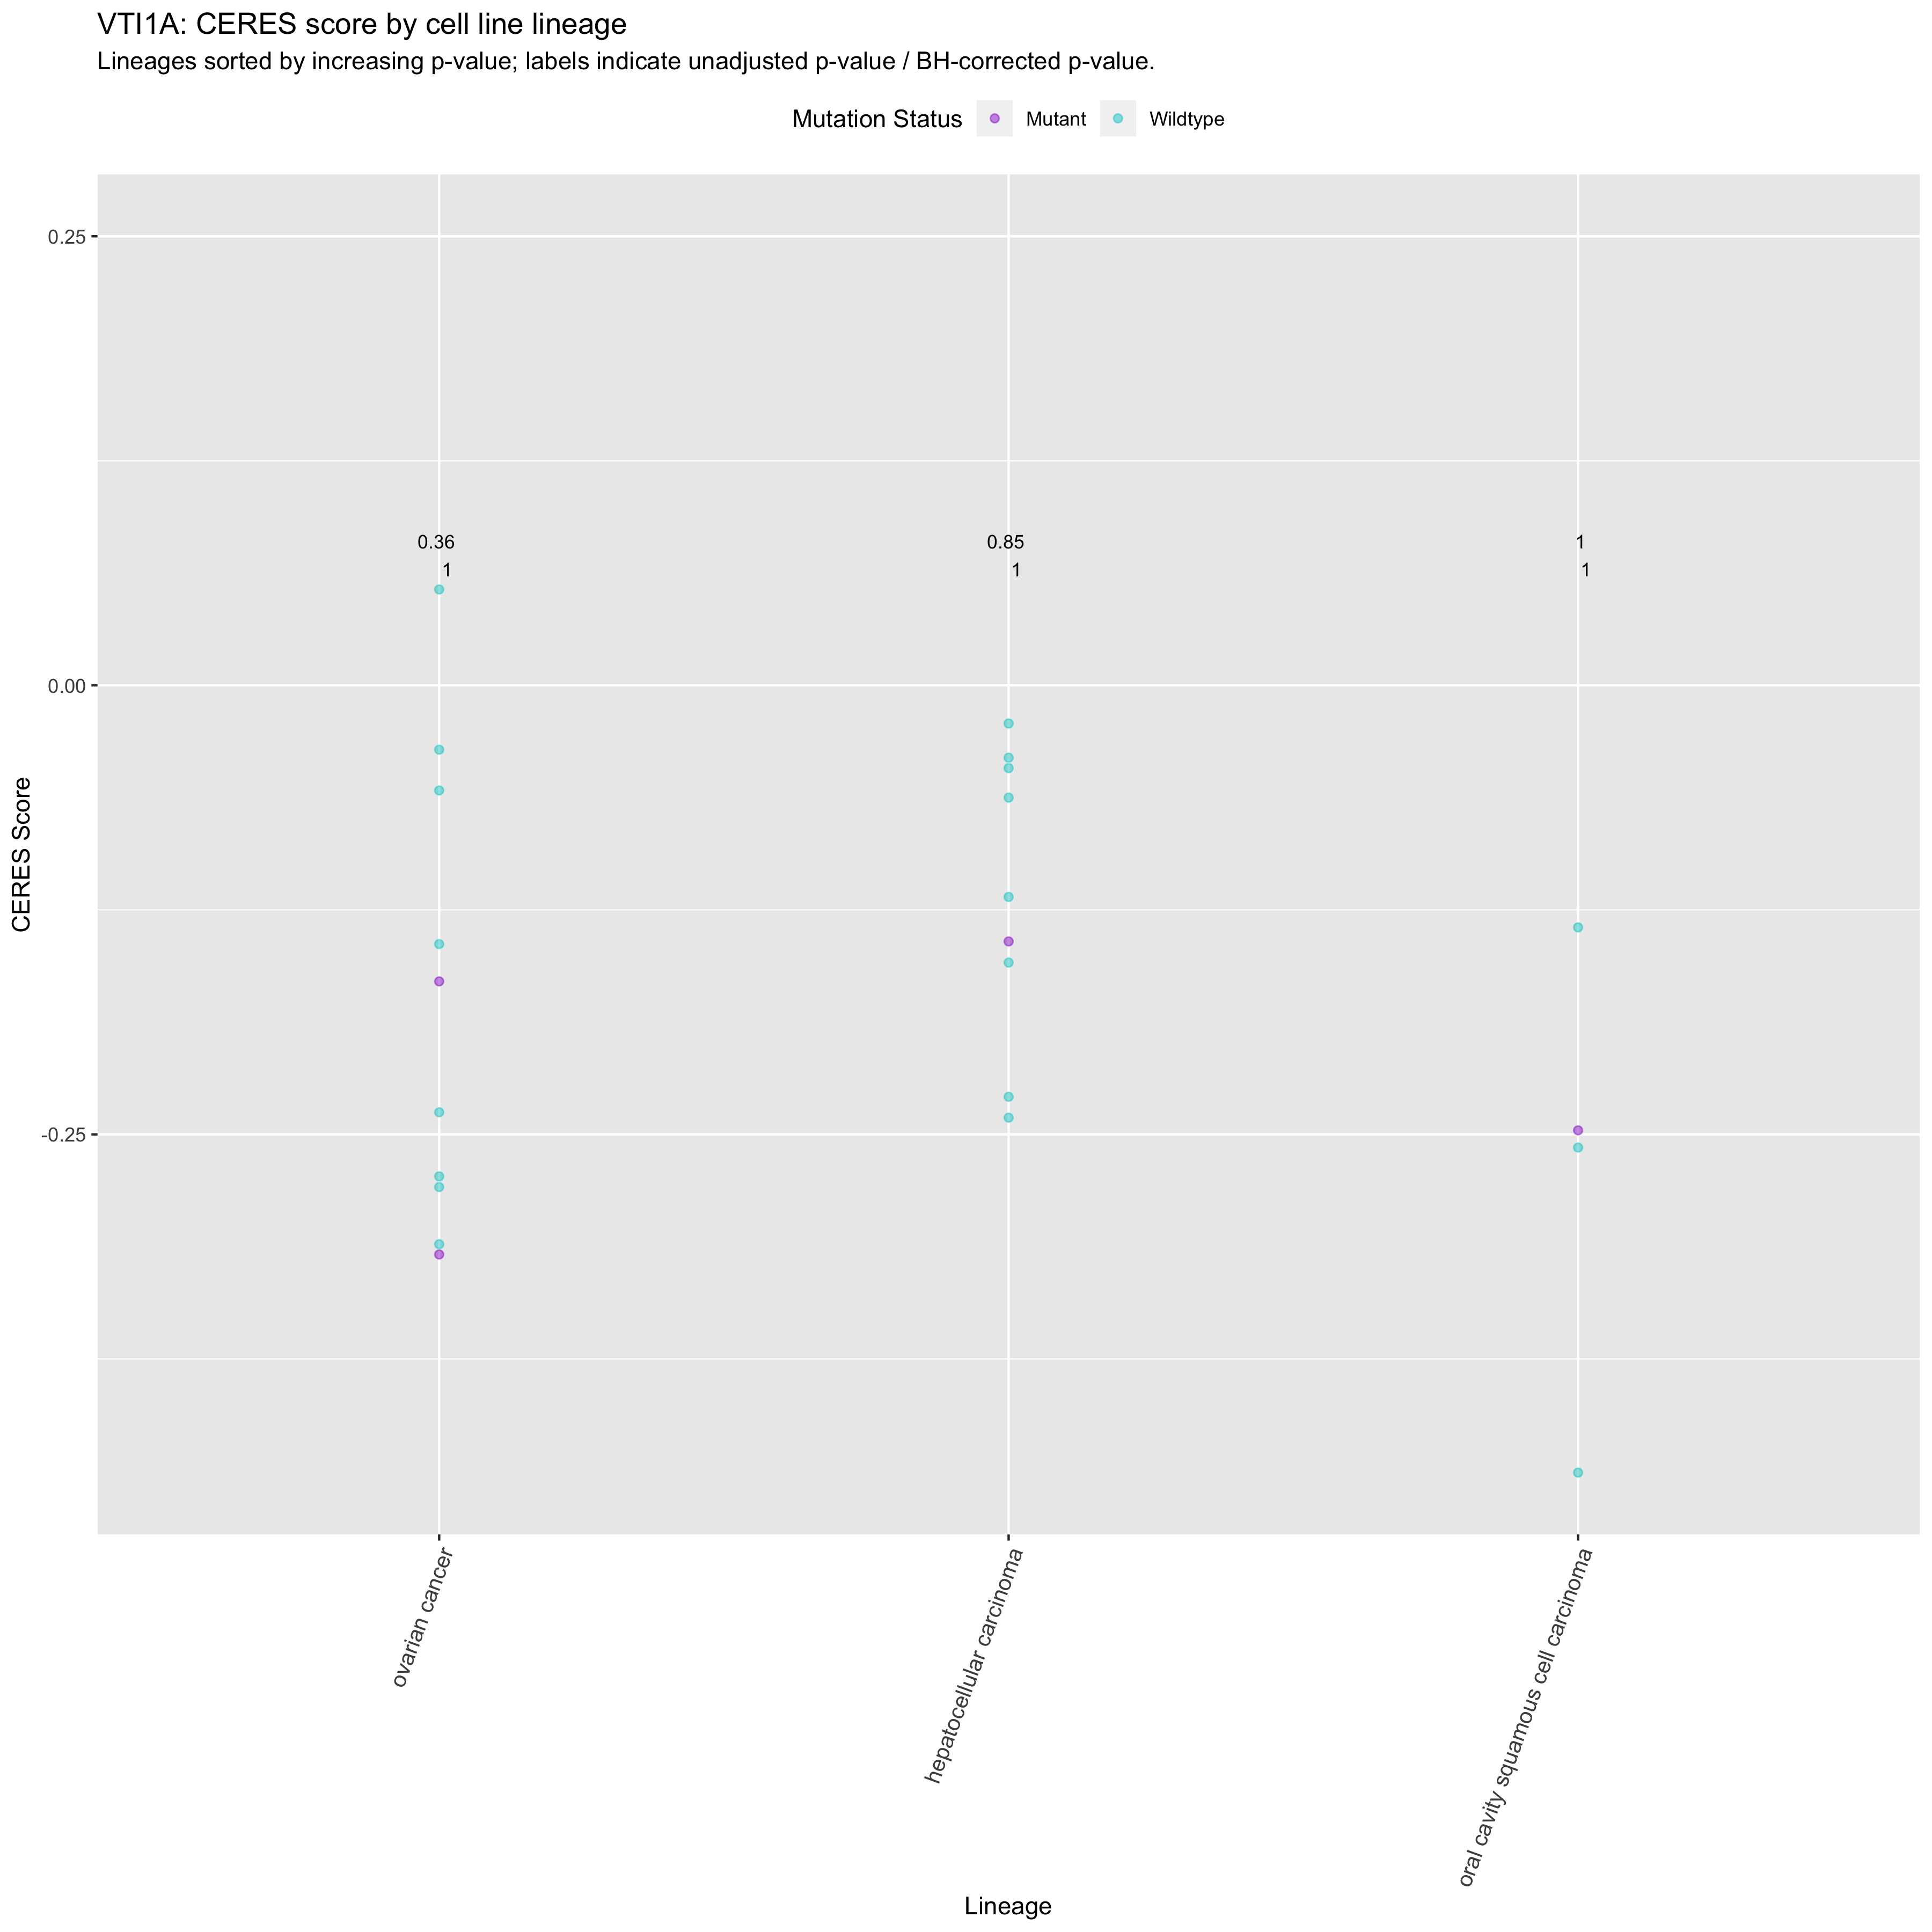 VTI1A: CERES score by cell line lineage
Lineages sorted by increasing p-value; labels indicate unadjusted p-value / BH-corrected p-value.
Mutation Status Mutant Wildtype
0.25
0.36 0.85 1
1 1 1
0.00
CERES Score
-0.25
ovarian cancer
hepatocellular carcinoma
oral cavity squamous cell carcinoma
Lineage